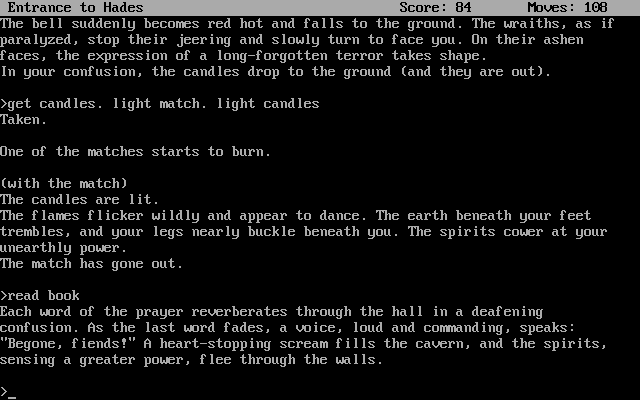 Entrance to Hades Score: 84 Moves: 108
The bell suddenly becomes red hot and falls to the ground. The wraiths, as if
paralyzed, stop their jeering and slowly turn to face you. On their ashen
faces, the expression of a long-forgotten terror takes shape.
In your confusion, the candles drop to the ground (and they are out).
>get candles. light match. light candles
Taken.
One of the matches starts to burn.
(with the match)
The candles are lit.
The flames flicker wildly and appear to dance. The earth beneath your feet
trembles, and your legs nearly buckle beneath you. The spirits cower at your
unearthly power.
The match has gone out.
>read book
Each word of the prayer reverberates through the hall in a deafening
confusion. As the last word fades, a voice, loud and commanding, speaks:
"Begone, fiends!" A heart-stopping scream fills the cavern, and the spirits,
sensing a greater power, flee through the walls.
>_